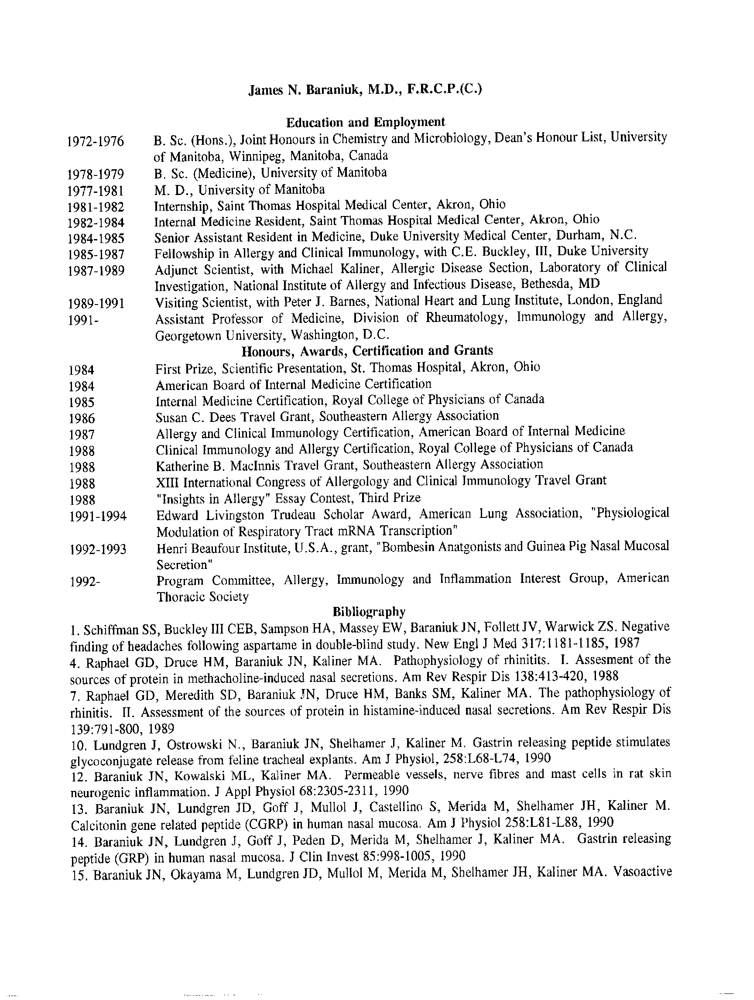 James N. Baraniuk, M.D., F.R.C.P.(C.)
Education and Employment
1972-1976 B. Sc. (Hons.), Joint Honours in Chemistry and Microbiology, Dean's Honour List, University
of Manitoba, Winnipeg, Manitoba, Canada
1978-1979 B. Sc. (Medicine), University of Manitoba
1977-1981 M. D., University of Manitoba
1981-1982 Internship, Saint Thomas Hospital Medical Center, Akron, Ohio
1982-1984 Internal Medicine Resident, Saint Thomas Hospital Medical Center, Akron, Ohio
1984-1985 Senior Assistant Resident in Medicine, Duke University Medical Center, Durham, N.C.
1985-1987 Fellowship in Allergy and Clinical Immunology, with C.E. Buckley, III, Duke University
1987-1989 Adjunct Scientist, with Michael Kaliner, Allergic Disease Section, Laboratory of Clinical
Investigation, National Institute of Allergy and Infectious Disease, Bethesda, MD
1989-1991 Visiting Scientist, with Peter J. Barnes, National Heart and Lung Institute, London, England
1991- Assistant Professor of Medicine, Division of Rheumatology, Immunology and Allergy,
Georgetown University, Washington, D.C.
Honours, Awards, Certification and Grants
1984 First Prize, Scientific Presentation, St. Thomas Hospital, Akron, Ohio
1984 American Board of Internal Medicine Certification
1985 Internal Medicine Certification, Royal College of Physicians of Canada
1986 Susan C. Dees Travel Grant, Southeastern Allergy Association
1987 Allergy and Clinical Immunology Certification, American Board of Internal Medicine
1988 Clinical Immunology and Allergy Certification, Royal College of Physicians of Canada
1988 Katherine B. MacInnis Travel Grant, Southeastern Allergy Association
1988 XIII International Congress of Allergology and Clinical Immunology Travel Grant
1988 "Insights in Allergy" Essay Contest, Third Prize
1991-1994 Edward Livingston Trudeau Scholar Award, American Lung Association, "Physiological
Modulation of Respiratory Tract mRNA Transcription"
1992-1993 Henri Beaufour Institute, U.S.A., grant, "Bombesin Anatgonists and Guinea Pig Nasal Mucosal
Secretion"
1992- Program Committee, Allergy, Immunology and Inflammation Interest Group, American
Thoracic Society
Bibliography
1. Schiffman SS, Buckley III CEB, Sampson HA, Massey EW, Baraniuk JN, Follett JV, Warwick ZS. Negative
finding of headaches following aspartame in double-blind study. New Engl J Med 317:1181-1185, 1987
4. Raphael GD, Druce HM, Baraniuk JN, Kaliner MA. Pathophysiology of rhinitits. I. Assesment of the
sources of protein in methacholine-induced nasal secretions. Am Rev Respir Dis 138:413-420, 1988
7. Raphael GD, Meredith SD, Baraniuk JN, Druce HM, Banks SM, Kaliner MA. The pathophysiology of
rhinitis. II. Assessment of the sources of protein in histamine-induced nasal secretions. Am Rev Respir Dis
139:791-800, 1989
10. Lundgren J, Ostrowski N., Baraniuk JN, Shelhamer J, Kaliner M. Gastrin releasing peptide stimulates
glycoconjugate release from feline tracheal explants. Am J Physiol, 258:L68-L74, 1990
12. Baraniuk JN, Kowalski ML, Kaliner MA. Permeable vessels, nerve fibres and mast cells in rat skin
neurogenic inflammation. J Appl Physiol 68:2305-2311, 1990
13. Baraniuk JN, Lundgren JD, Goff J, Mullol J, Castellino S, Merida M, Shelhamer JH, Kaliner M.
Calcitonin gene related peptide (CGRP) in human nasal mucosa. Am J Physiol 258:L81-L88, 1990
14. Baraniuk JN, Lundgren J, Goff J, Peden D, Merida M, Shelhamer J, Kaliner MA. Gastrin releasing
peptide (GRP) in human nasal mucosa. J Clin Invest 85:998-1005, 1990
15. Baraniuk JN, Okayama M, Lundgren JD, Mullol M, Merida M, Shelhamer JH, Kaliner MA. Vasoactive